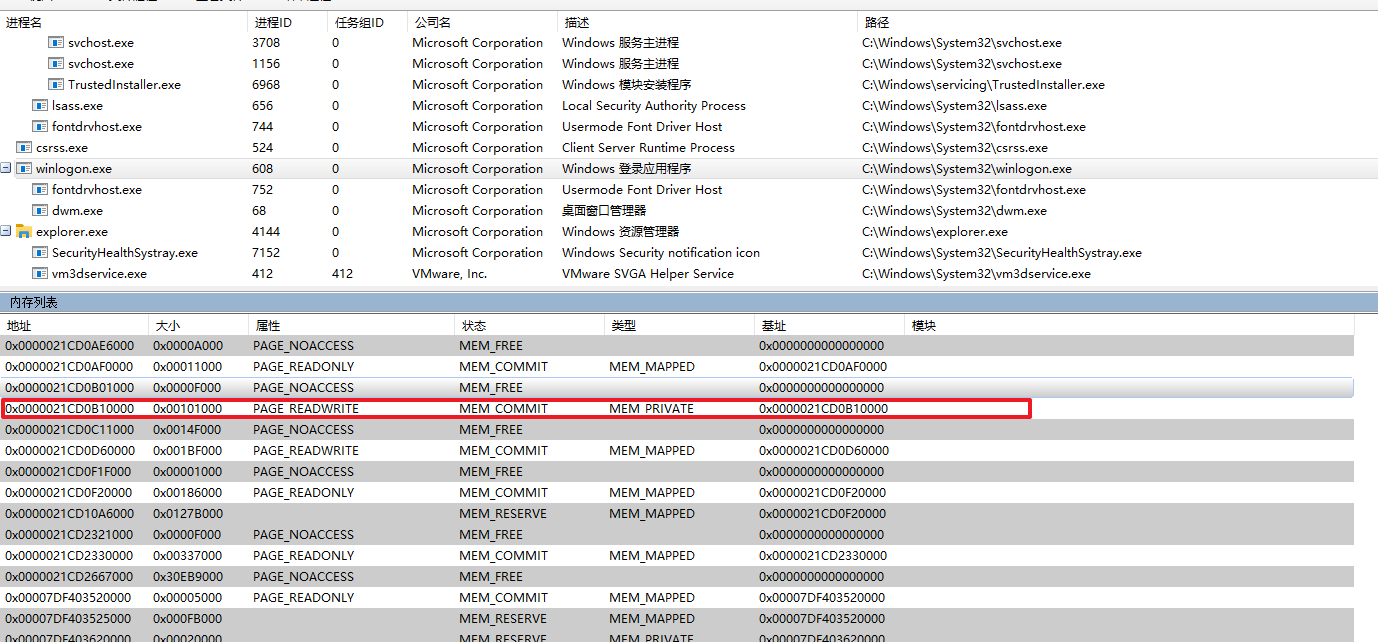 进程名 进程ID 任务组ID 公司名 描述 路径
svchost.exe 3708 0 Microsoft Corporation Windows 服务主进程 C:\Windows\System32\svchost.exe
svchost.exe 1156 0 Microsoft Corporation Windows 服务主进程 C:\Windows\System32\svchost.exe
TrustedInstaller.exe 6968 0 Microsoft Corporation Windows 模块安装程序 C:\Windows\servicing\TrustedInstaller.exe
lsass.exe 656 0 Microsoft Corporation Local Security Authority Process C:\Windows\System32\lsass.exe
fontdrvhost.exe 744 0 Microsoft Corporation Usermode Font Driver Host C:\Windows\System32\fontdrvhost.exe
csrss.exe 524 0 Microsoft Corporation Client Server Runtime Process C:\Windows\System32\csrss.exe
winlogon.exe 608 0 Microsoft Corporation Windows 登录应用程序 C:\Windows\System32\winlogon.exe
fontdrvhost.exe 752 0 Microsoft Corporation Usermode Font Driver Host C:\Windows\System32\fontdrvhost.exe
dwm.exe 68 0 Microsoft Corporation 桌面窗口管理器 C:\Windows\System32\dwm.exe
explorer.exe 4144 0 Microsoft Corporation Windows 资源管理器 C:\Windows\explorer.exe
SecurityHealthSystray.exe 7152 0 Microsoft Corporation Windows Security notification icon C:\Windows\System32\SecurityHealthSystray.exe
vm3dservice.exe 412 412 VMware, Inc. VMware SVGA Helper Service C:\Windows\System32\vm3dservice.exe
内存列表
地址 大小 属性 状态 类型 基址 模块
0x0000021CD0AE6000 0x0000A000 PAGE_NOACCESS MEM_FREE 0x0000000000000000
0x0000021CD0AF0000 0x00011000 PAGE_READONLY MEM_COMMIT MEM_MAPPED 0x0000021CD0AF0000
0x0000021CD0B01000 0x0000F000 PAGE_NOACCESS MEM_FREE 0x0000000000000000
0x0000021CD0B10000 0x00101000 PAGE_READWRITE MEM_COMMIT MEM_PRIVATE 0x0000021CD0B10000
0x0000021CD0C11000 0x0014F000 PAGE_NOACCESS MEM_FREE 0x0000000000000000
0x0000021CD0D60000 0x001BF000 PAGE_READWRITE MEM_COMMIT MEM_MAPPED 0x0000021CD0D60000
0x0000021CD0F1F000 0x00001000 PAGE_NOACCESS MEM_FREE 0x0000000000000000
0x0000021CD0F20000 0x00186000 PAGE_READONLY MEM_COMMIT MEM_MAPPED 0x0000021CD0F20000
0x0000021CD10A6000 0x0127B000 MEM_RESERVE MEM_MAPPED 0x0000021CD0F20000
0x0000021CD2321000 0x0000F000 PAGE_NOACCESS MEM_FREE 0x0000000000000000
0x0000021CD2330000 0x00337000 PAGE_READONLY MEM_COMMIT MEM_MAPPED 0x0000021CD2330000
0x0000021CD2667000 0x30EB9000 PAGE_NOACCESS MEM_FREE 0x0000000000000000
0x00007DF403520000 0x00005000 PAGE_READONLY MEM_COMMIT MEM_MAPPED 0x00007DF403520000
0x00007DF403525000 0x000FB000 MEM_RESERVE MEM_MAPPED 0x00007DF403520000
0x00007DF403620000 0x00020000 MEM_RESERVE MEM_PRIVATE 0x00007DF403620000